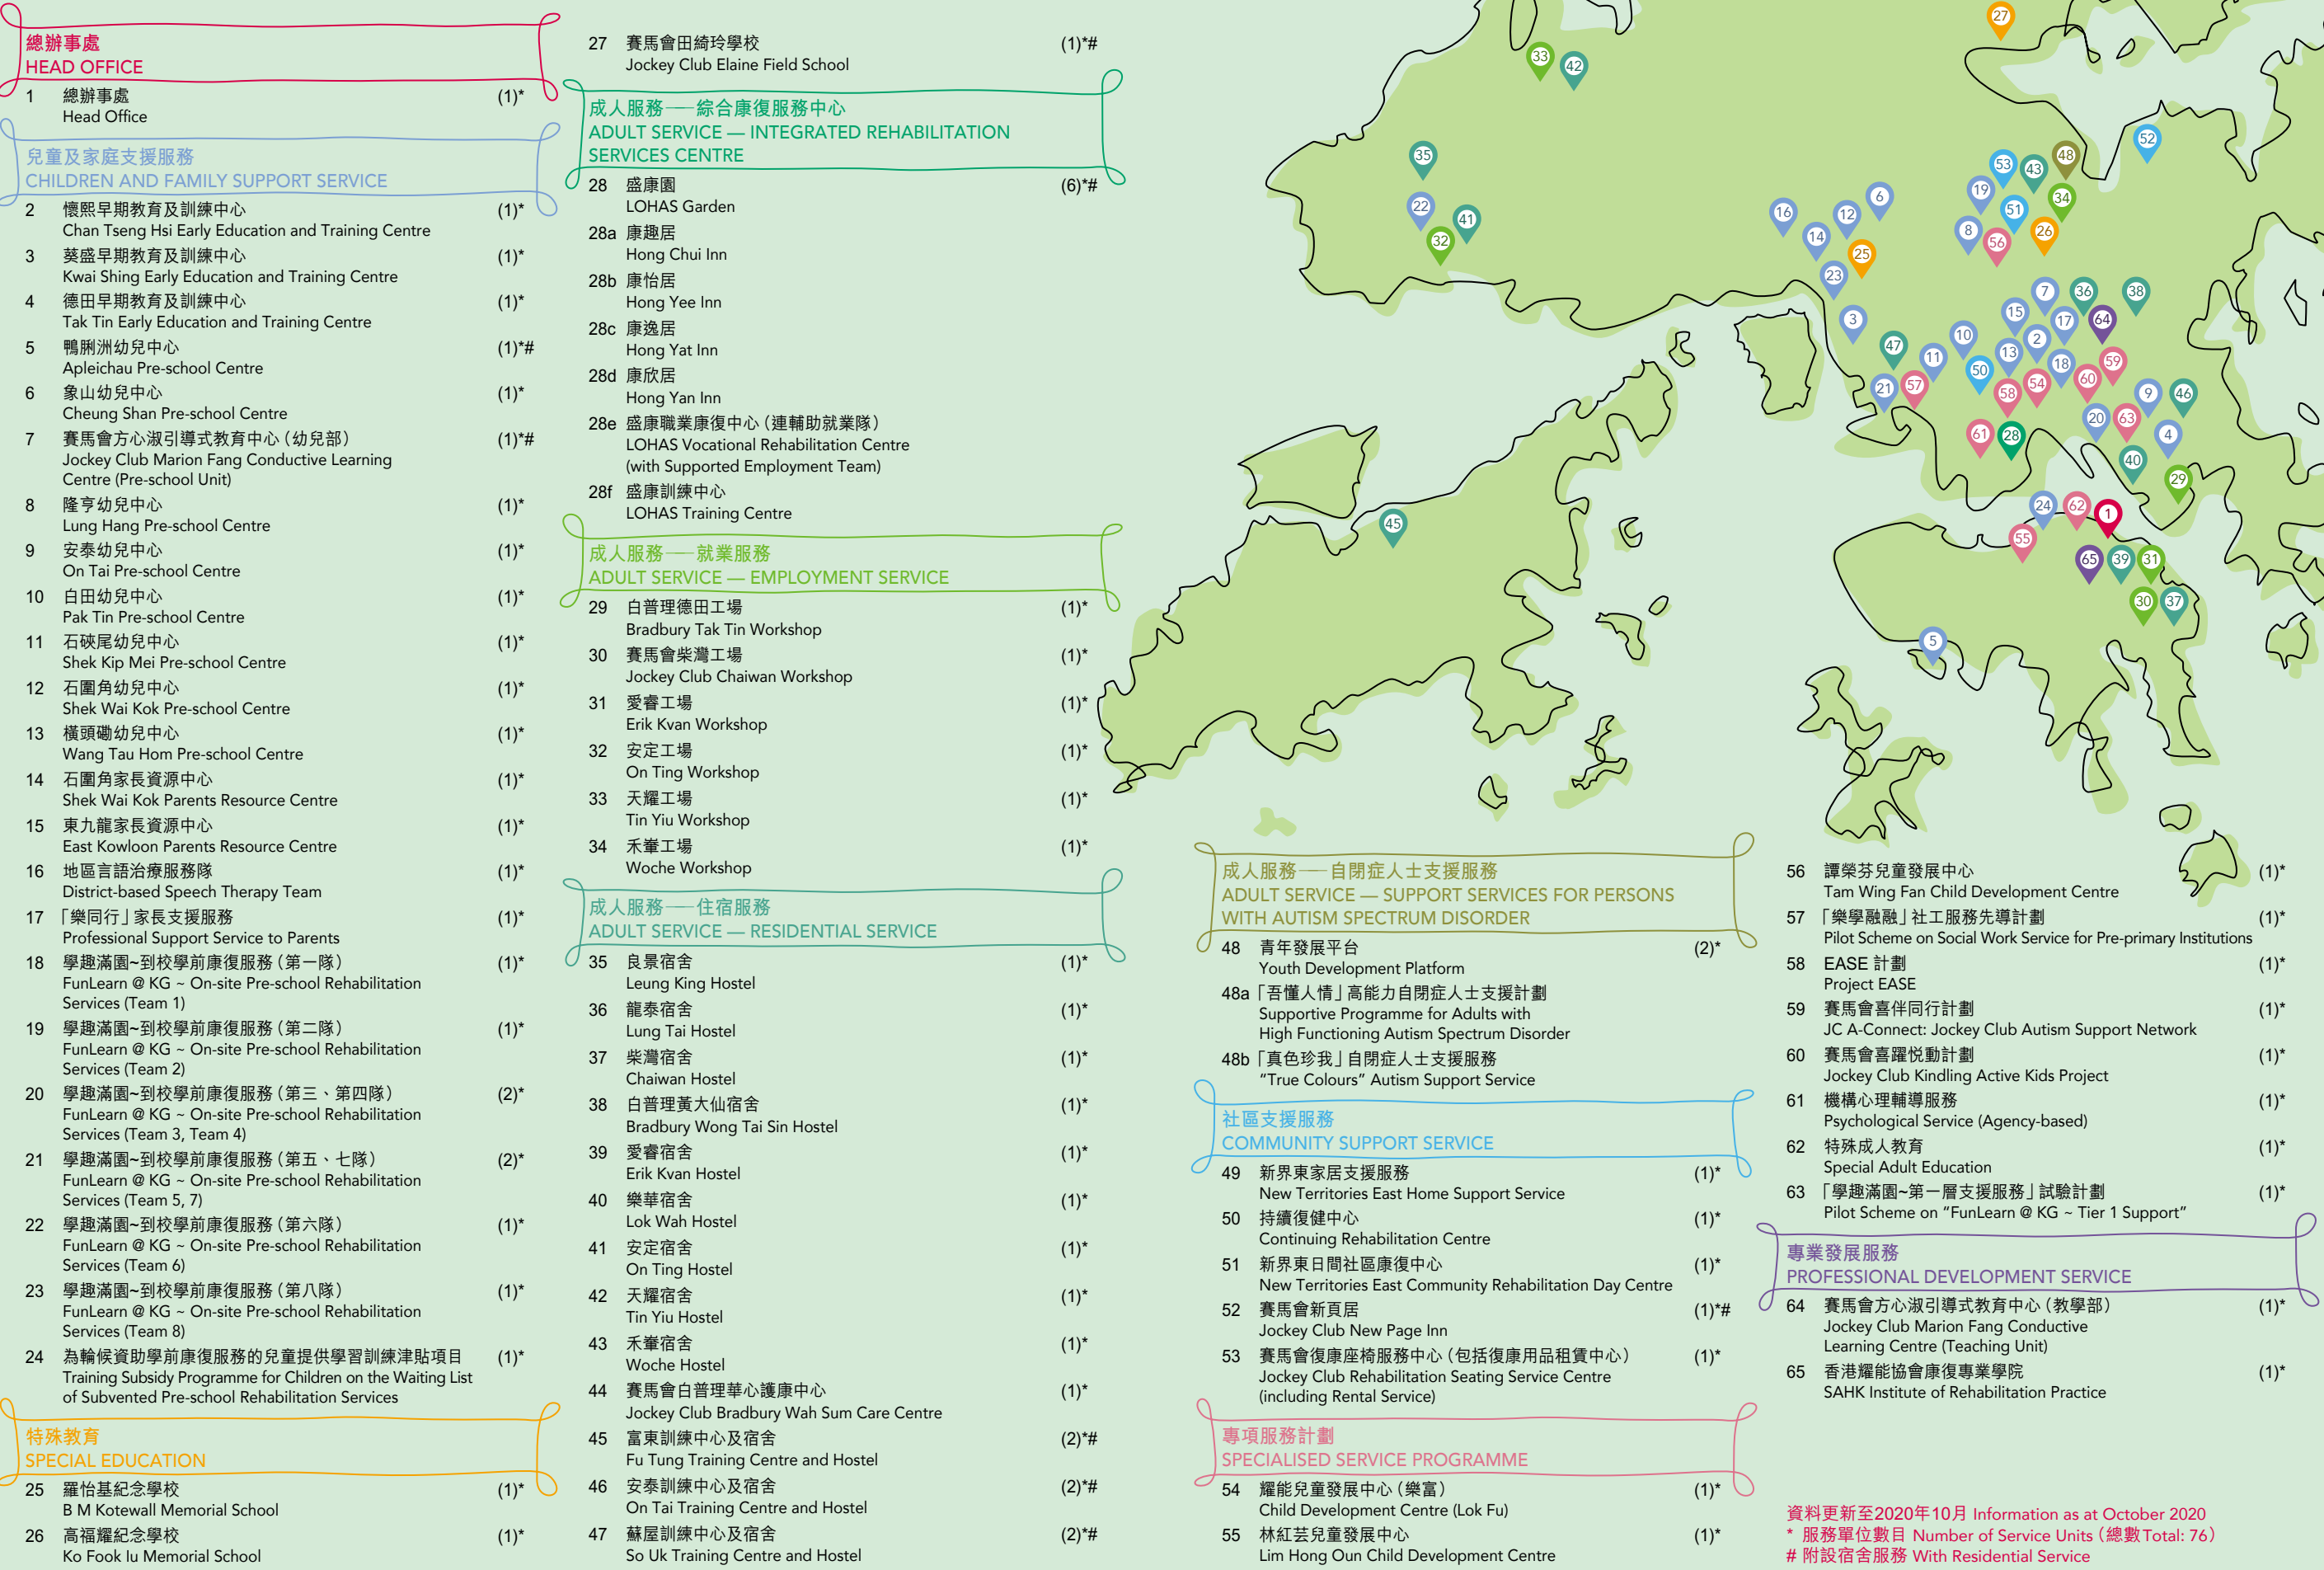 總辦事處
HEAD OFFICE
1 總辦事處 (1)*
Head Office
兒童及家庭支援服務
CHILDREN AND FAMILY SUPPORT SERVICE
2 懷熙早期教育及訓練中心 (1)*
Chan Tseng Hsi Early Education and Training Centre
3 葵盛早期教育及訓練中心 (1)*
Kwai Shing Early Education and Training Centre
4 德田早期教育及訓練中心 (1)*
Tak Tin Early Education and Training Centre
5 鴨脷洲幼兒中心 (1)*#
Apleichau Pre-school Centre
6 象山幼兒中心 (1)*
Cheung Shan Pre-school Centre
7 賽馬會方心淑引導式教育中心（幼兒部） (1)*#
Jockey Club Marion Fang Conductive Learning
Centre (Pre-school Unit)
8 隆亨幼兒中心 (1)*
Lung Hang Pre-school Centre
9 安泰幼兒中心 (1)*
On Tai Pre-school Centre
10 白田幼兒中心 (1)*
Pak Tin Pre-school Centre
11 石硤尾幼兒中心 (1)*
Shek Kip Mei Pre-school Centre
12 石圍角幼兒中心 (1)*
Shek Wai Kok Pre-school Centre
13 橫頭磡幼兒中心 (1)*
Wang Tau Hom Pre-school Centre
14 石圍角家長資源中心 (1)*
Shek Wai Kok Parents Resource Centre
15 東九龍家長資源中心 (1)*
East Kowloon Parents Resource Centre
16 地區言語治療服務隊 (1)*
District-based Speech Therapy Team
17 「樂同行」家長支援服務 (1)*
Professional Support Service to Parents
18 學趣滿園~到校學前康復服務（第一隊） (1)*
FunLearn @ KG ~ On-site Pre-school Rehabilitation
Services (Team 1)
19 學趣滿園~到校學前康復服務（第二隊） (1)*
FunLearn @ KG ~ On-site Pre-school Rehabilitation
Services (Team 2)
20 學趣滿園~到校學前康復服務（第三、第四隊） (2)*
FunLearn @ KG ~ On-site Pre-school Rehabilitation
Services (Team 3, Team 4)
21 學趣滿園~到校學前康復服務（第五、七隊） (2)*
FunLearn @ KG ~ On-site Pre-school Rehabilitation
Services (Team 5, 7)
22 學趣滿園~到校學前康復服務（第六隊） (1)*
FunLearn @ KG ~ On-site Pre-school Rehabilitation
Services (Team 6)
23 學趣滿園~到校學前康復服務（第八隊） (1)*
FunLearn @ KG ~ On-site Pre-school Rehabilitation
Services (Team 8)
24 為輪候資助學前康復服務的兒童提供學習訓練津貼項目 (1)*
Training Subsidy Programme for Children on the Waiting List
of Subvented Pre-school Rehabilitation Services
特殊教育
SPECIAL EDUCATION
25 羅怡基紀念學校 (1)*
B M Kotewall Memorial School
26 高福耀紀念學校 (1)*
Ko Fook Iu Memorial School
27 賽馬會田綺玲學校 (1)*#
Jockey Club Elaine Field School
成人服務——綜合康復服務中心
ADULT SERVICE — INTEGRATED REHABILITATION
SERVICES CENTRE
28 盛康園 (6)*#
LOHAS Garden
28a 康趣居
Hong Chui Inn
28b 康怡居
Hong Yee Inn
28c 康逸居
Hong Yat Inn
28d 康欣居
Hong Yan Inn
28e 盛康職業康復中心（連輔助就業隊）
LOHAS Vocational Rehabilitation Centre
(with Supported Employment Team)
28f 盛康訓練中心
LOHAS Training Centre
成人服務——就業服務
ADULT SERVICE — EMPLOYMENT SERVICE
29 白普理德田工場 (1)*
Bradbury Tak Tin Workshop
30 賽馬會柴灣工場 (1)*
Jockey Club Chaiwan Workshop
31 愛睿工場 (1)*
Erik Kvan Workshop
32 安定工場 (1)*
On Ting Workshop
33 天耀工場 (1)*
Tin Yiu Workshop
34 禾輋工場 (1)*
Woche Workshop
成人服務——住宿服務
ADULT SERVICE — RESIDENTIAL SERVICE
35 良景宿舍 (1)*
Leung King Hostel
36 龍泰宿舍 (1)*
Lung Tai Hostel
37 柴灣宿舍 (1)*
Chaiwan Hostel
38 白普理黃大仙宿舍 (1)*
Bradbury Wong Tai Sin Hostel
39 愛睿宿舍 (1)*
Erik Kvan Hostel
40 樂華宿舍 (1)*
Lok Wah Hostel
41 安定宿舍 (1)*
On Ting Hostel
42 天耀宿舍 (1)*
Tin Yiu Hostel
43 禾輋宿舍 (1)*
Woche Hostel
44 賽馬會白普理華心護康中心 (1)*
Jockey Club Bradbury Wah Sum Care Centre
45 富東訓練中心及宿舍 (2)*#
Fu Tung Training Centre and Hostel
46 安泰訓練中心及宿舍 (2)*#
On Tai Training Centre and Hostel
47 蘇屋訓練中心及宿舍 (2)*#
So Uk Training Centre and Hostel
27
33
42
52
35
53
43
48
22
41
32
16
12
6
14
25
23
19
51
34
8
56
26
7
36
38
3
15
17
64
47
10
2
11
13
18
59
50
60
21
57
58
54
9
46
20
63
4
61
28
40
29
45
24
62
1
55
65
39
31
30
37
5
成人服務——自閉症人士支援服務
ADULT SERVICE — SUPPORT SERVICES FOR PERSONS
WITH AUTISM SPECTRUM DISORDER
48 青年發展平台 (2)*
Youth Development Platform
48a 「吾懂人情」高能力自閉症人士支援計劃
Supportive Programme for Adults with
High Functioning Autism Spectrum Disorder
48b 「真色珍我」自閉症人士支援服務
“True Colours” Autism Support Service
社區支援服務
COMMUNITY SUPPORT SERVICE
49 新界東家居支援服務 (1)*
New Territories East Home Support Service
50 持續復健中心 (1)*
Continuing Rehabilitation Centre
51 新界東日間社區康復中心 (1)*
New Territories East Community Rehabilitation Day Centre
52 賽馬會新頁居 (1)*#
Jockey Club New Page Inn
53 賽馬會復康座椅服務中心（包括復康用品租賃中心） (1)*
Jockey Club Rehabilitation Seating Service Centre
(including Rental Service)
專項服務計劃
SPECIALISED SERVICE PROGRAMME
54 耀能兒童發展中心（樂富） (1)*
Child Development Centre (Lok Fu)
55 林紅芸兒童發展中心 (1)*
Lim Hong Oun Child Development Centre
56 譚榮芬兒童發展中心 (1)*
Tam Wing Fan Child Development Centre
57 「樂學融融」社工服務先導計劃 (1)*
Pilot Scheme on Social Work Service for Pre-primary Institutions
58 EASE 計劃 (1)*
Project EASE
59 賽馬會喜伴同行計劃 (1)*
JC A-Connect: Jockey Club Autism Support Network
60 賽馬會喜躍悦動計劃 (1)*
Jockey Club Kindling Active Kids Project
61 機構心理輔導服務 (1)*
Psychological Service (Agency-based)
62 特殊成人教育 (1)*
Special Adult Education
63 「學趣滿園~第一層支援服務」試驗計劃 (1)*
Pilot Scheme on “FunLearn @ KG ~ Tier 1 Support”
專業發展服務
PROFESSIONAL DEVELOPMENT SERVICE
64 賽馬會方心淑引導式教育中心（教學部） (1)*
Jockey Club Marion Fang Conductive
Learning Centre (Teaching Unit)
65 香港耀能協會康復專業學院 (1)*
SAHK Institute of Rehabilitation Practice
資料更新至2020年10月 Information as at October 2020
* 服務單位數目 Number of Service Units（總數Total: 76）
# 附設宿舍服務 With Residential Service